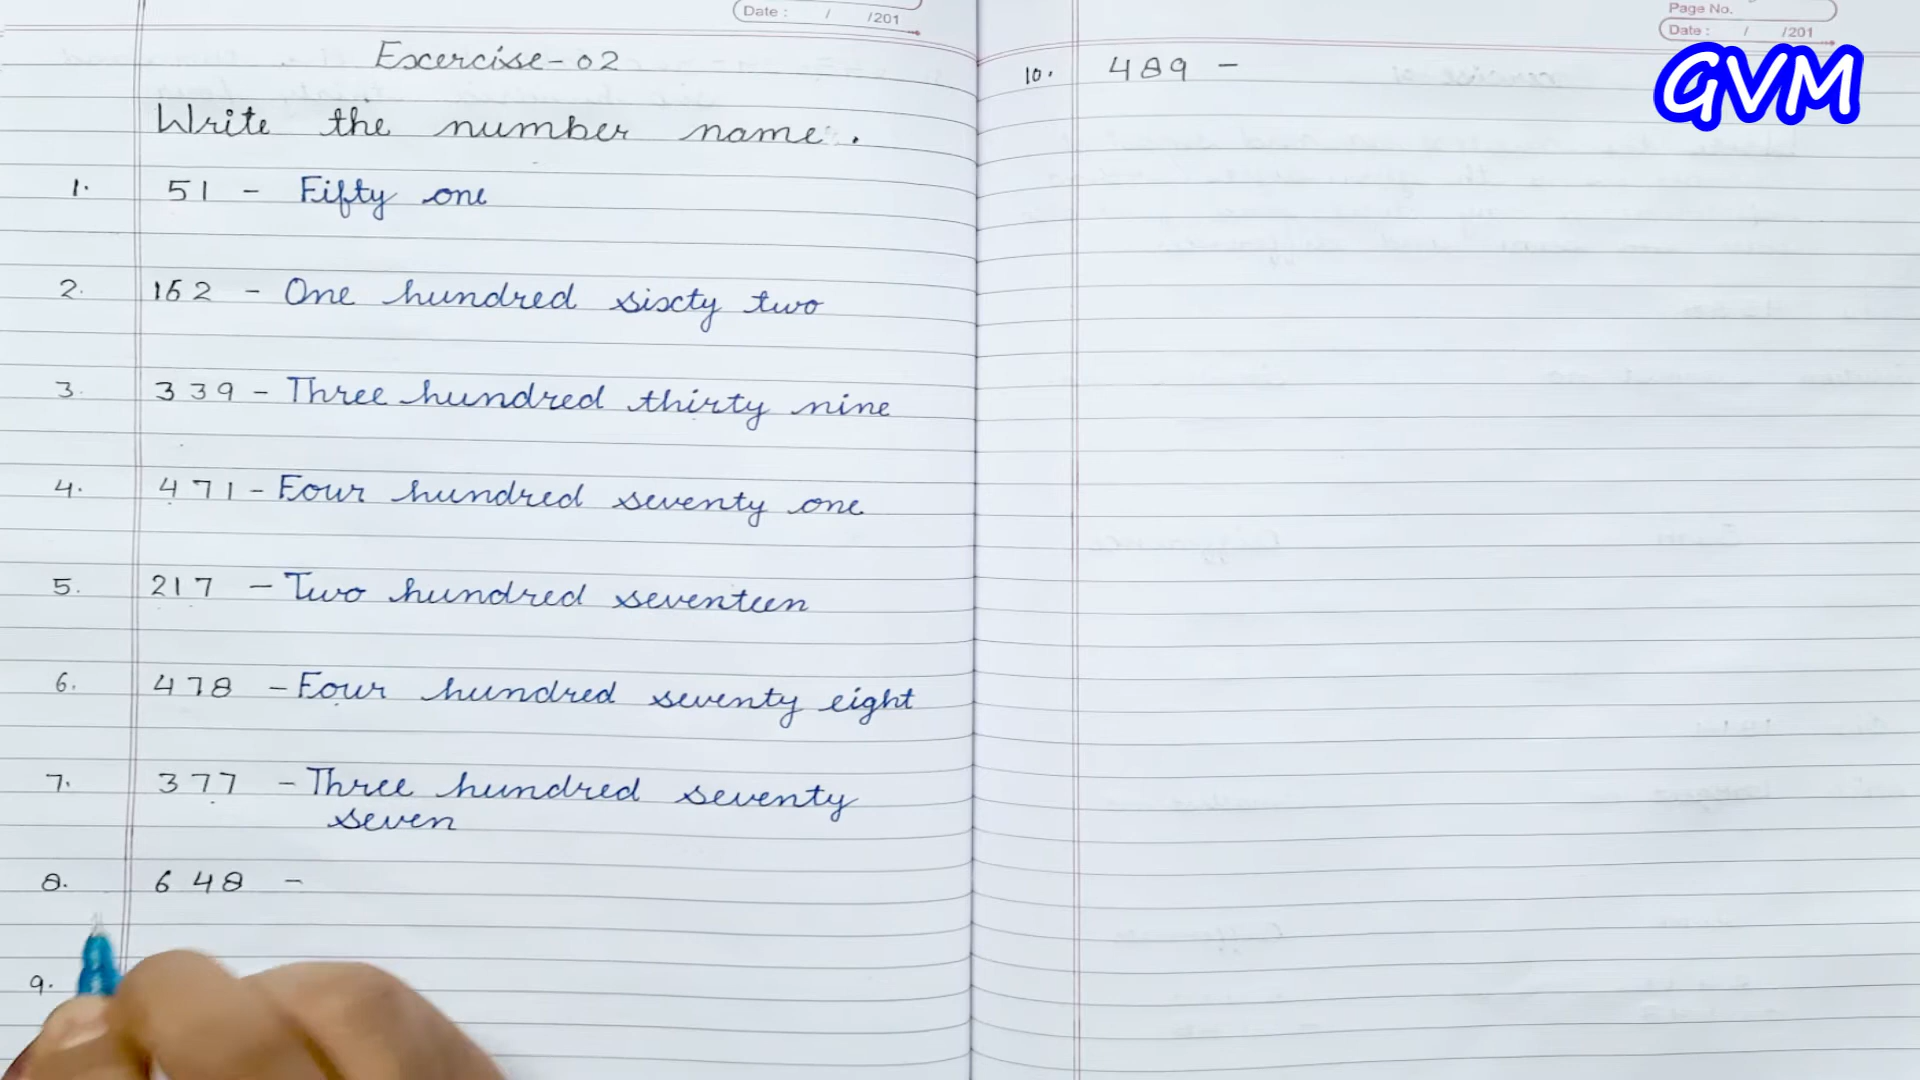 Date : / /201
Exercise-02
Write the number name.
1. 51 - Fifty one
2. 162 - One hundred sixty two
3. 339 - Three hundred thirty nine
4. 471 - Four hundred seventy one
5. 217 - Two hundred seventeen
6. 478 - Four hundred seventy eight
7. 377 - Three hundred seventy
seven
8. 648 -
9.
Page No.
Date : / /201
GVM
10. 489 -